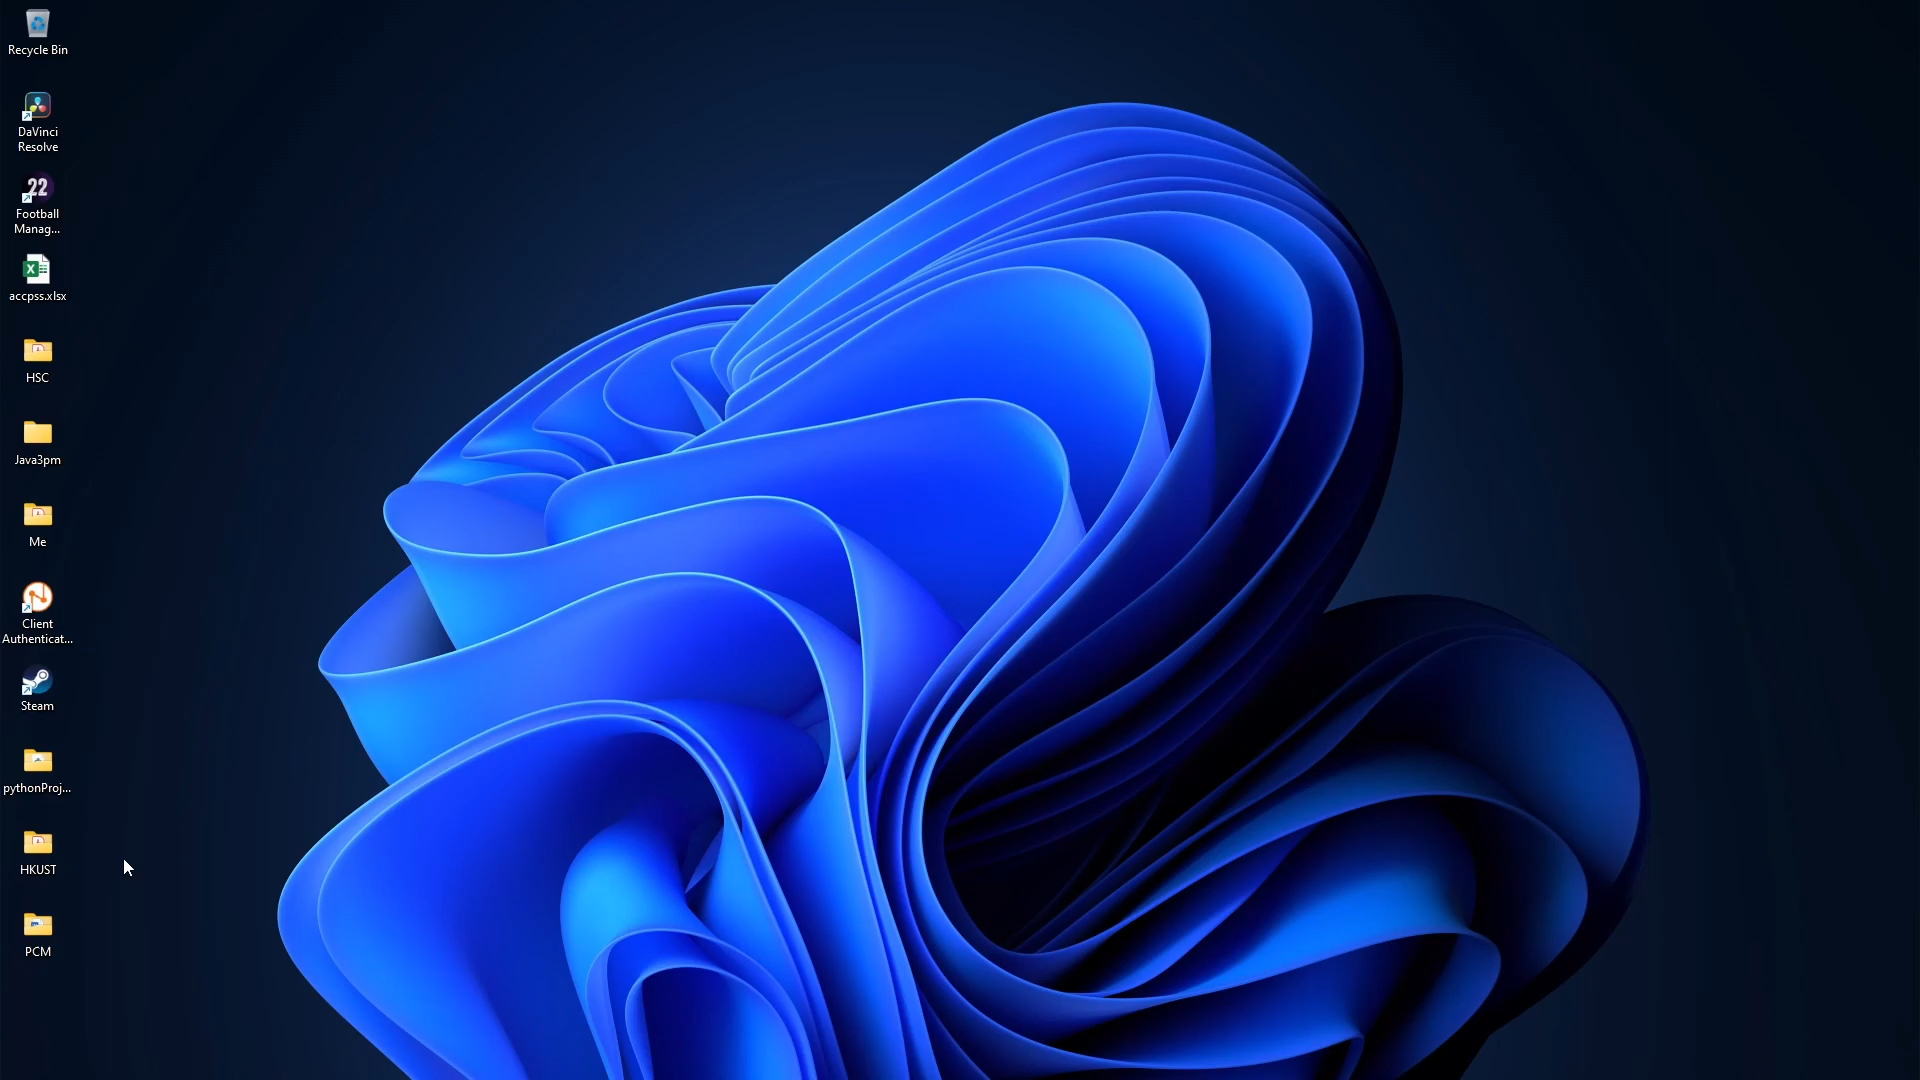 Recycle Bin
DaVinci
Resolve
22
Football
Manag...
accpss.xlsx
HSC
Java3pm
Me
Client
Authenticat...
Steam
pythonProj...
HKUST
PCM